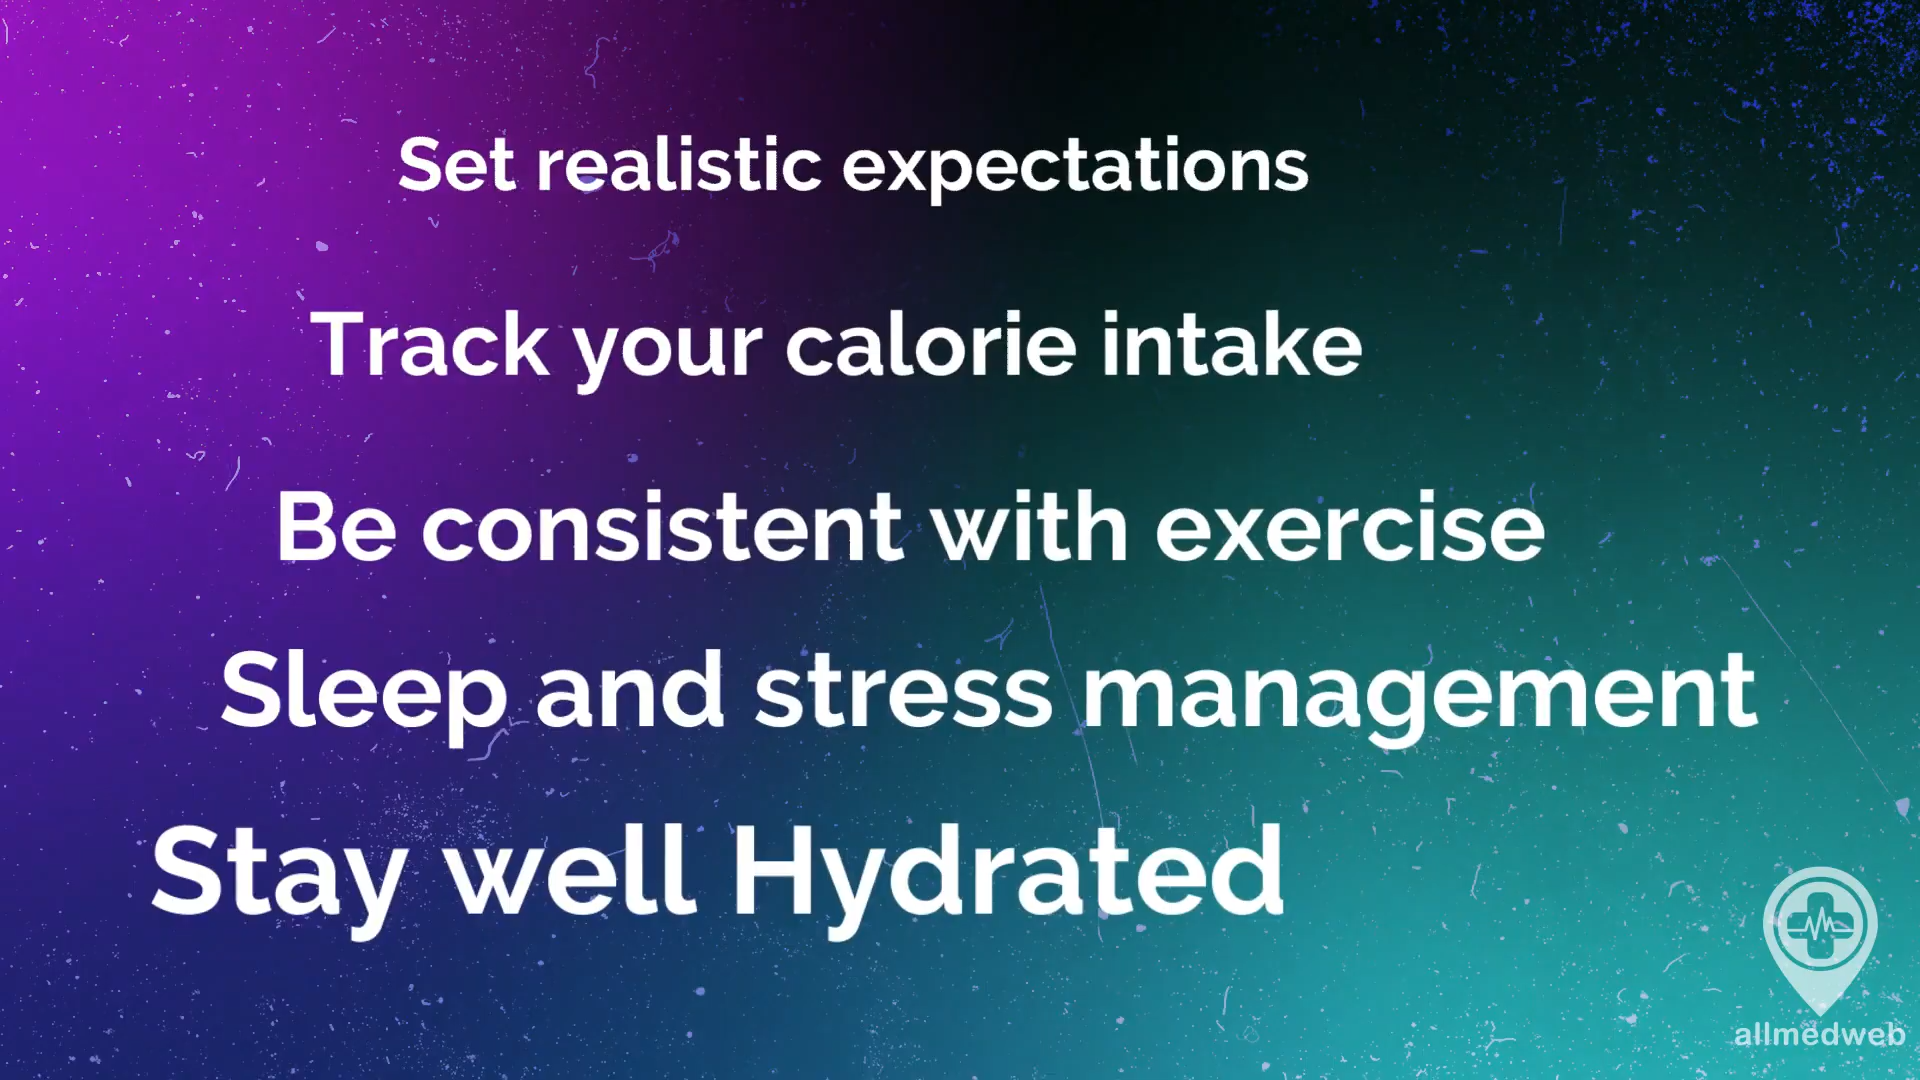 Set realistic expectations
Track your calorie intake
Be consistent with exercise
Sleep and stress management
Stay well Hydrated
allmedweb